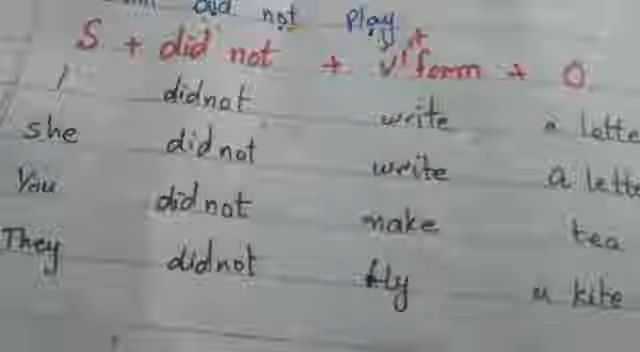 did not play
S + did not + v' form + O
I didnot write a lette
she didnot write a lette
You didnot make tea
They didnot fly a kite